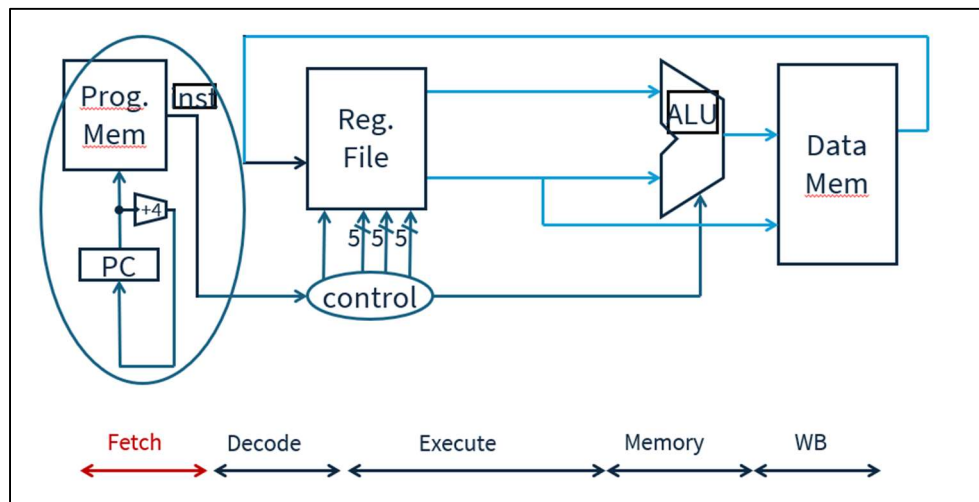 Prog.
Mem
inst
Reg.
File
ALU
Data
Mem
+4
5
5
5
PC
control
Fetch
Decode
Execute
Memory
WB